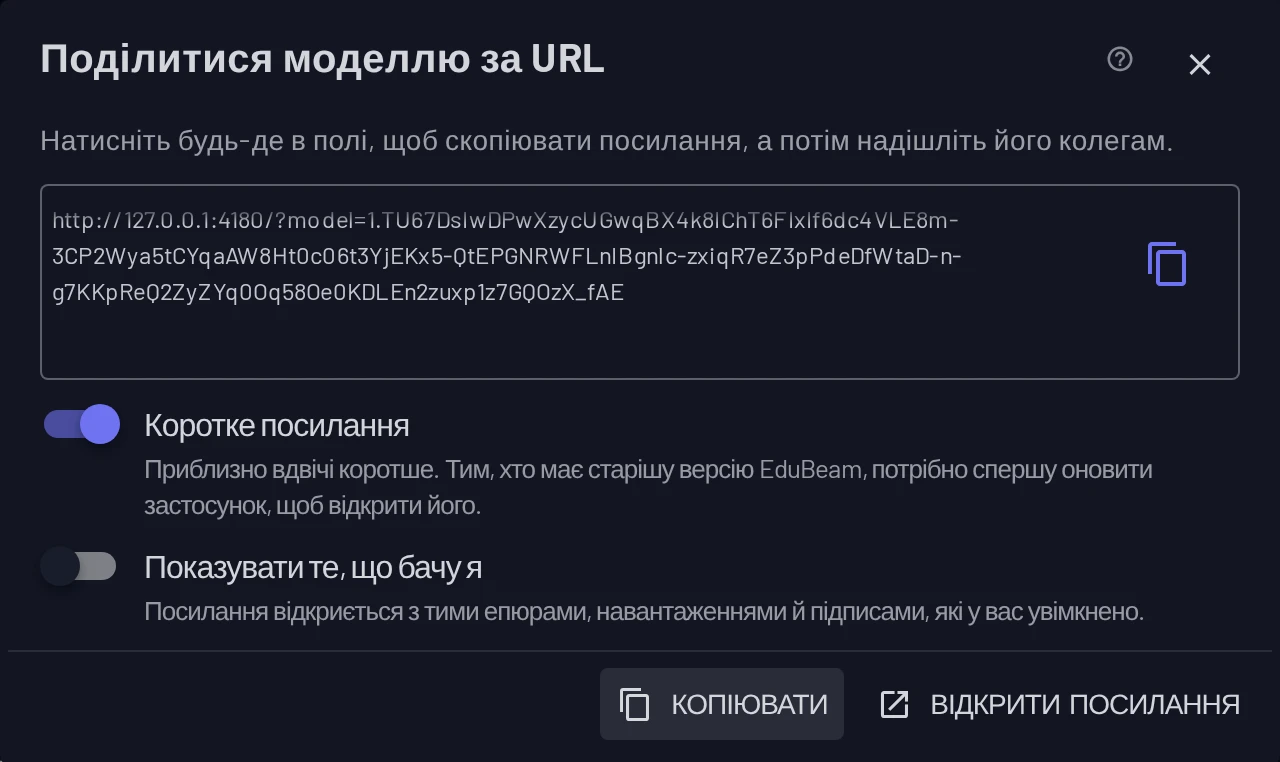 Поділитися моделлю за URL
Натисніть будь-де в полі, щоб скопіювати посилання, а потім надішліть його колегам.
http://127.0.0.1:4180/?model=1.TU67DsIwDPwXzycUGwqBX4k8IChT6FIxIf6dc4VLE8m-
3CP2Wya5tCYqaAW8Ht0c06t3YjEKx5-QtEPGNRWFLnIBgnIc-zxiqR7eZ3pPdeDfWtaD-n-
g7KKpReQ2ZyZYq0Oq58Oe0KDLEn2zuxp1z7GQOzX_fAE
Коротке посилання
Приблизно вдвічі коротше. Тим, хто має старішу версію EduBeam, потрібно спершу оновити
застосунок, щоб відкрити його.
Показувати те, що бачу я
Посилання відкриється з тими епюрами, навантаженнями й підписами, які у вас увімкнено.
КОПІЮВАТИ
ВІДКРИТИ ПОСИЛАННЯ